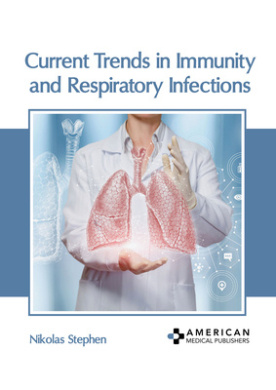 Current Trends in Immunity
and Respiratory Infections
Nikolas Stephen
AMERICAN
MEDICAL PUBLISHERS